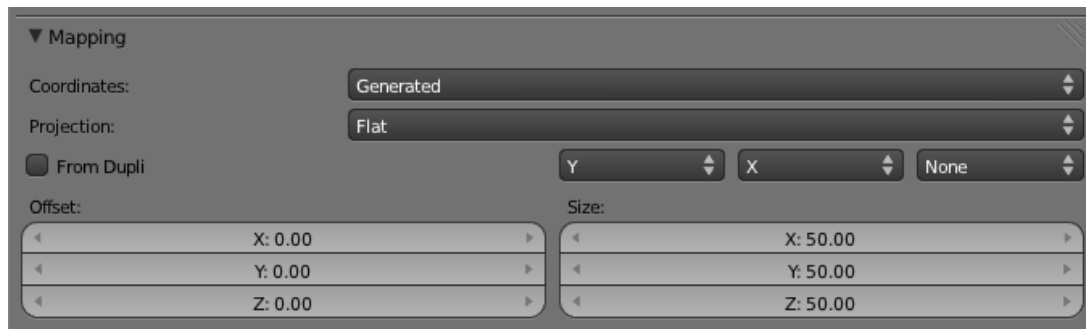 Mapping
Coordinates: Generated
Projection: Flat
From Dupli Y X None
Offset: Size:
X: 0.00 X: 50.00
Y: 0.00 Y: 50.00
Z: 0.00 Z: 50.00